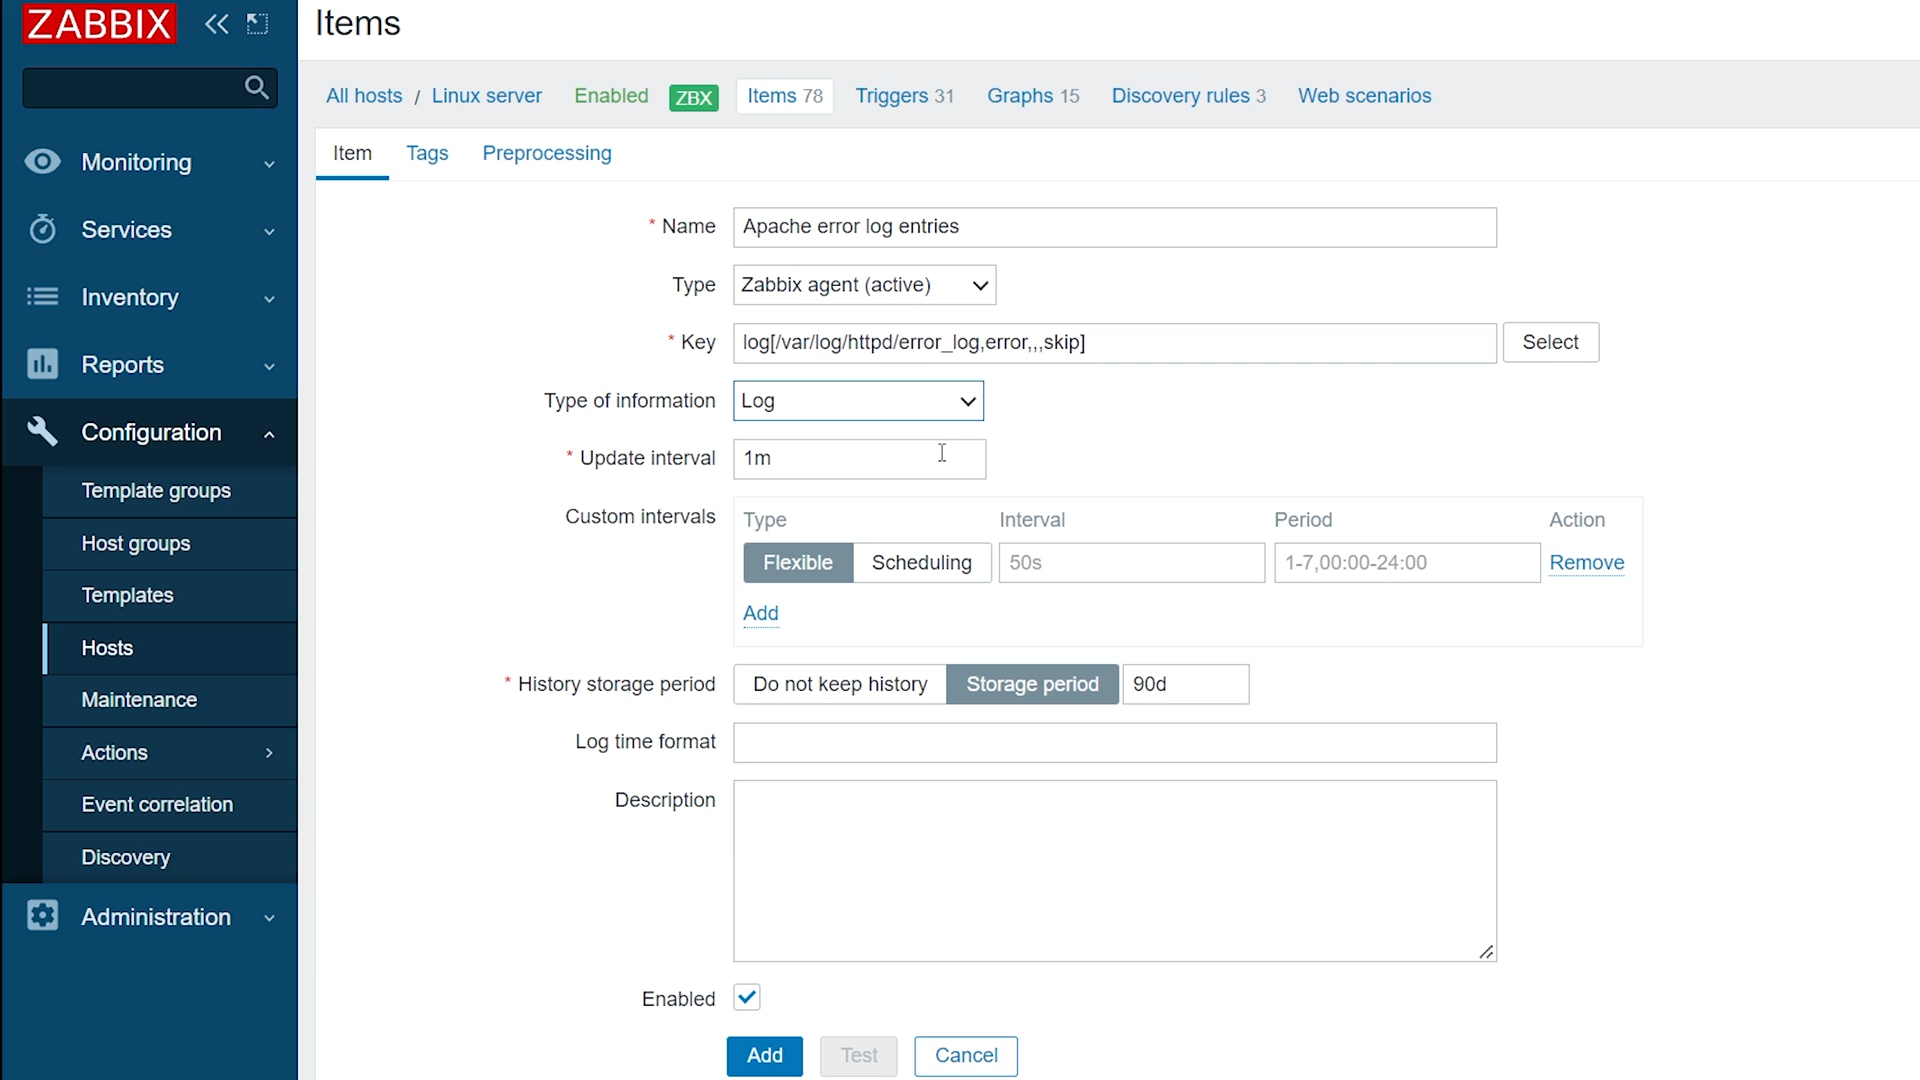 ZABBIX
Items
All hosts / Linux server Enabled ZBX Items 78 Triggers 31 Graphs 15 Discovery rules 3 Web scenarios
Item Tags Preprocessing
Monitoring
Services
Inventory
Reports
Configuration
Template groups
Host groups
Templates
Hosts
Maintenance
Actions
Event correlation
Discovery
Administration
* Name Apache error log entries
Type Zabbix agent (active)
* Key log[/var/log/httpd/error_log,error,,,skip] Select
Type of information Log
* Update interval 1m
Custom intervals Type Interval Period Action
Flexible Scheduling 50s 1-7,00:00-24:00 Remove
Add
* History storage period Do not keep history Storage period 90d
Log time format
Description
Enabled
Add Test Cancel